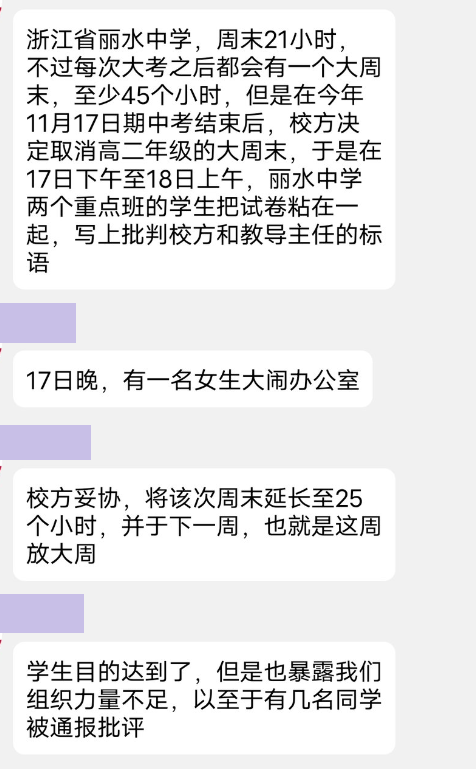 浙江省丽水中学，周末21小时，
不过每次大考之后都会有一个大周
末，至少45个小时，但是在今年
11月17日期中考结束后，校方决
定取消高二年级的大周末，于是在
17日下午至18日上午，丽水中学
两个重点班的学生把试卷粘在一
起，写上批判校方和教导主任的标
语
17日晚，有一名女生大闹办公室
校方妥协，将该次周末延长至25
个小时，并于下一周，也就是这周
放大周
学生目的达到了，但是也暴露我们
组织力量不足，以至于有几名同学
被通报批评